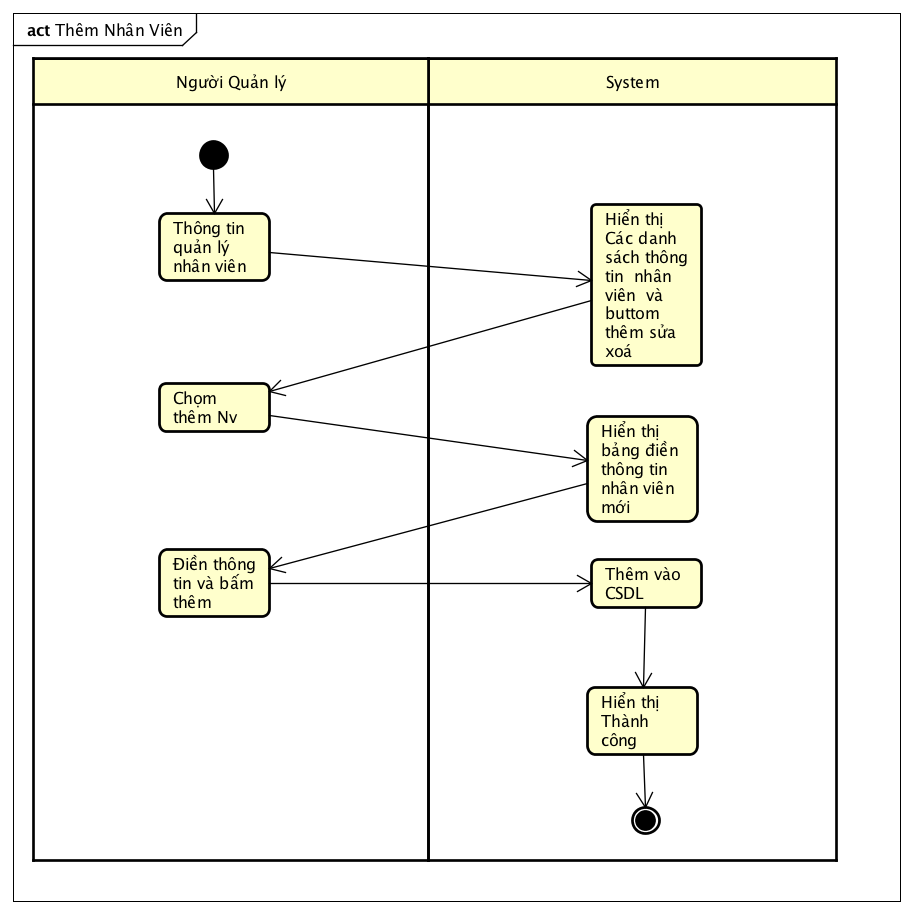 act Thêm Nhân Viên
Người Quản lý
System
Thông tin
quản lý
nhân viên
Hiển thị
Các danh
sách thông
tin nhân
viên và
buttom
thêm sửa
xoá
Chọm
thêm Nv
Hiển thị
bảng điền
thông tin
nhân viên
mới
Điền thông
tin và bấm
thêm
Thêm vào
CSDL
Hiển thị
Thành
công